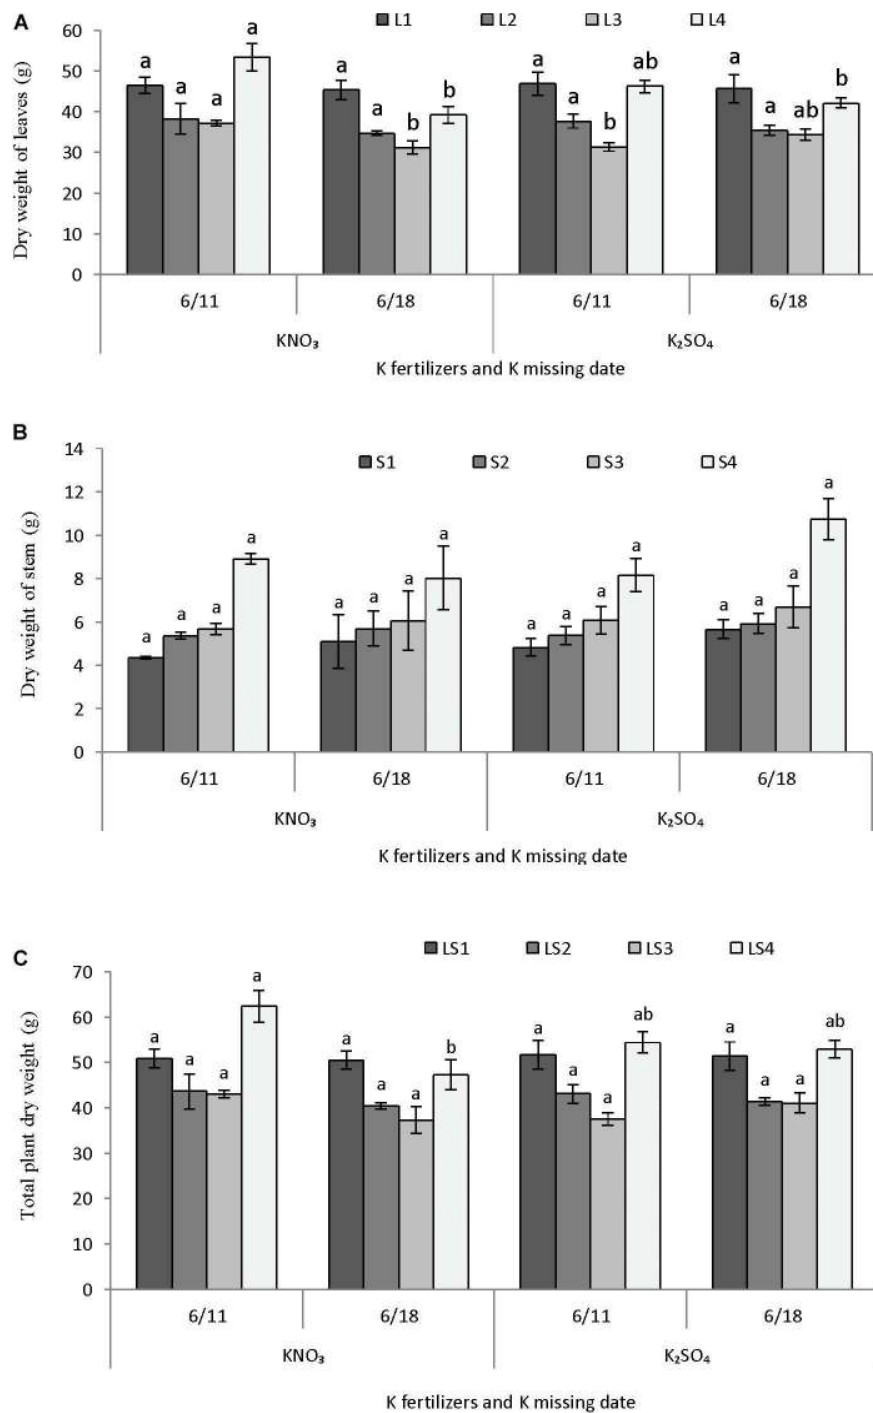 A
L1 L2 L3 L4
Dry weight of leaves (g)
60
50
40
30
20
10
0
a a a a a a b b a a b ab a a ab b
6/11 6/18 6/11 6/18
KNO₃ K₂SO₄
K fertilizers and K missing date
B
S1 S2 S3 S4
Dry weight of stem (g)
14
12
10
8
6
4
2
0
a a a a a a a a a a a a a a a a
6/11 6/18 6/11 6/18
KNO₃ K₂SO₄
K fertilizers and K missing date
C
LS1 LS2 LS3 LS4
Total plant dry weight (g)
70
60
50
40
30
20
10
0
a a a a a a a b a a a ab a a a ab
6/11 6/18 6/11 6/18
KNO₃ K₂SO₄
K fertilizers and K missing date